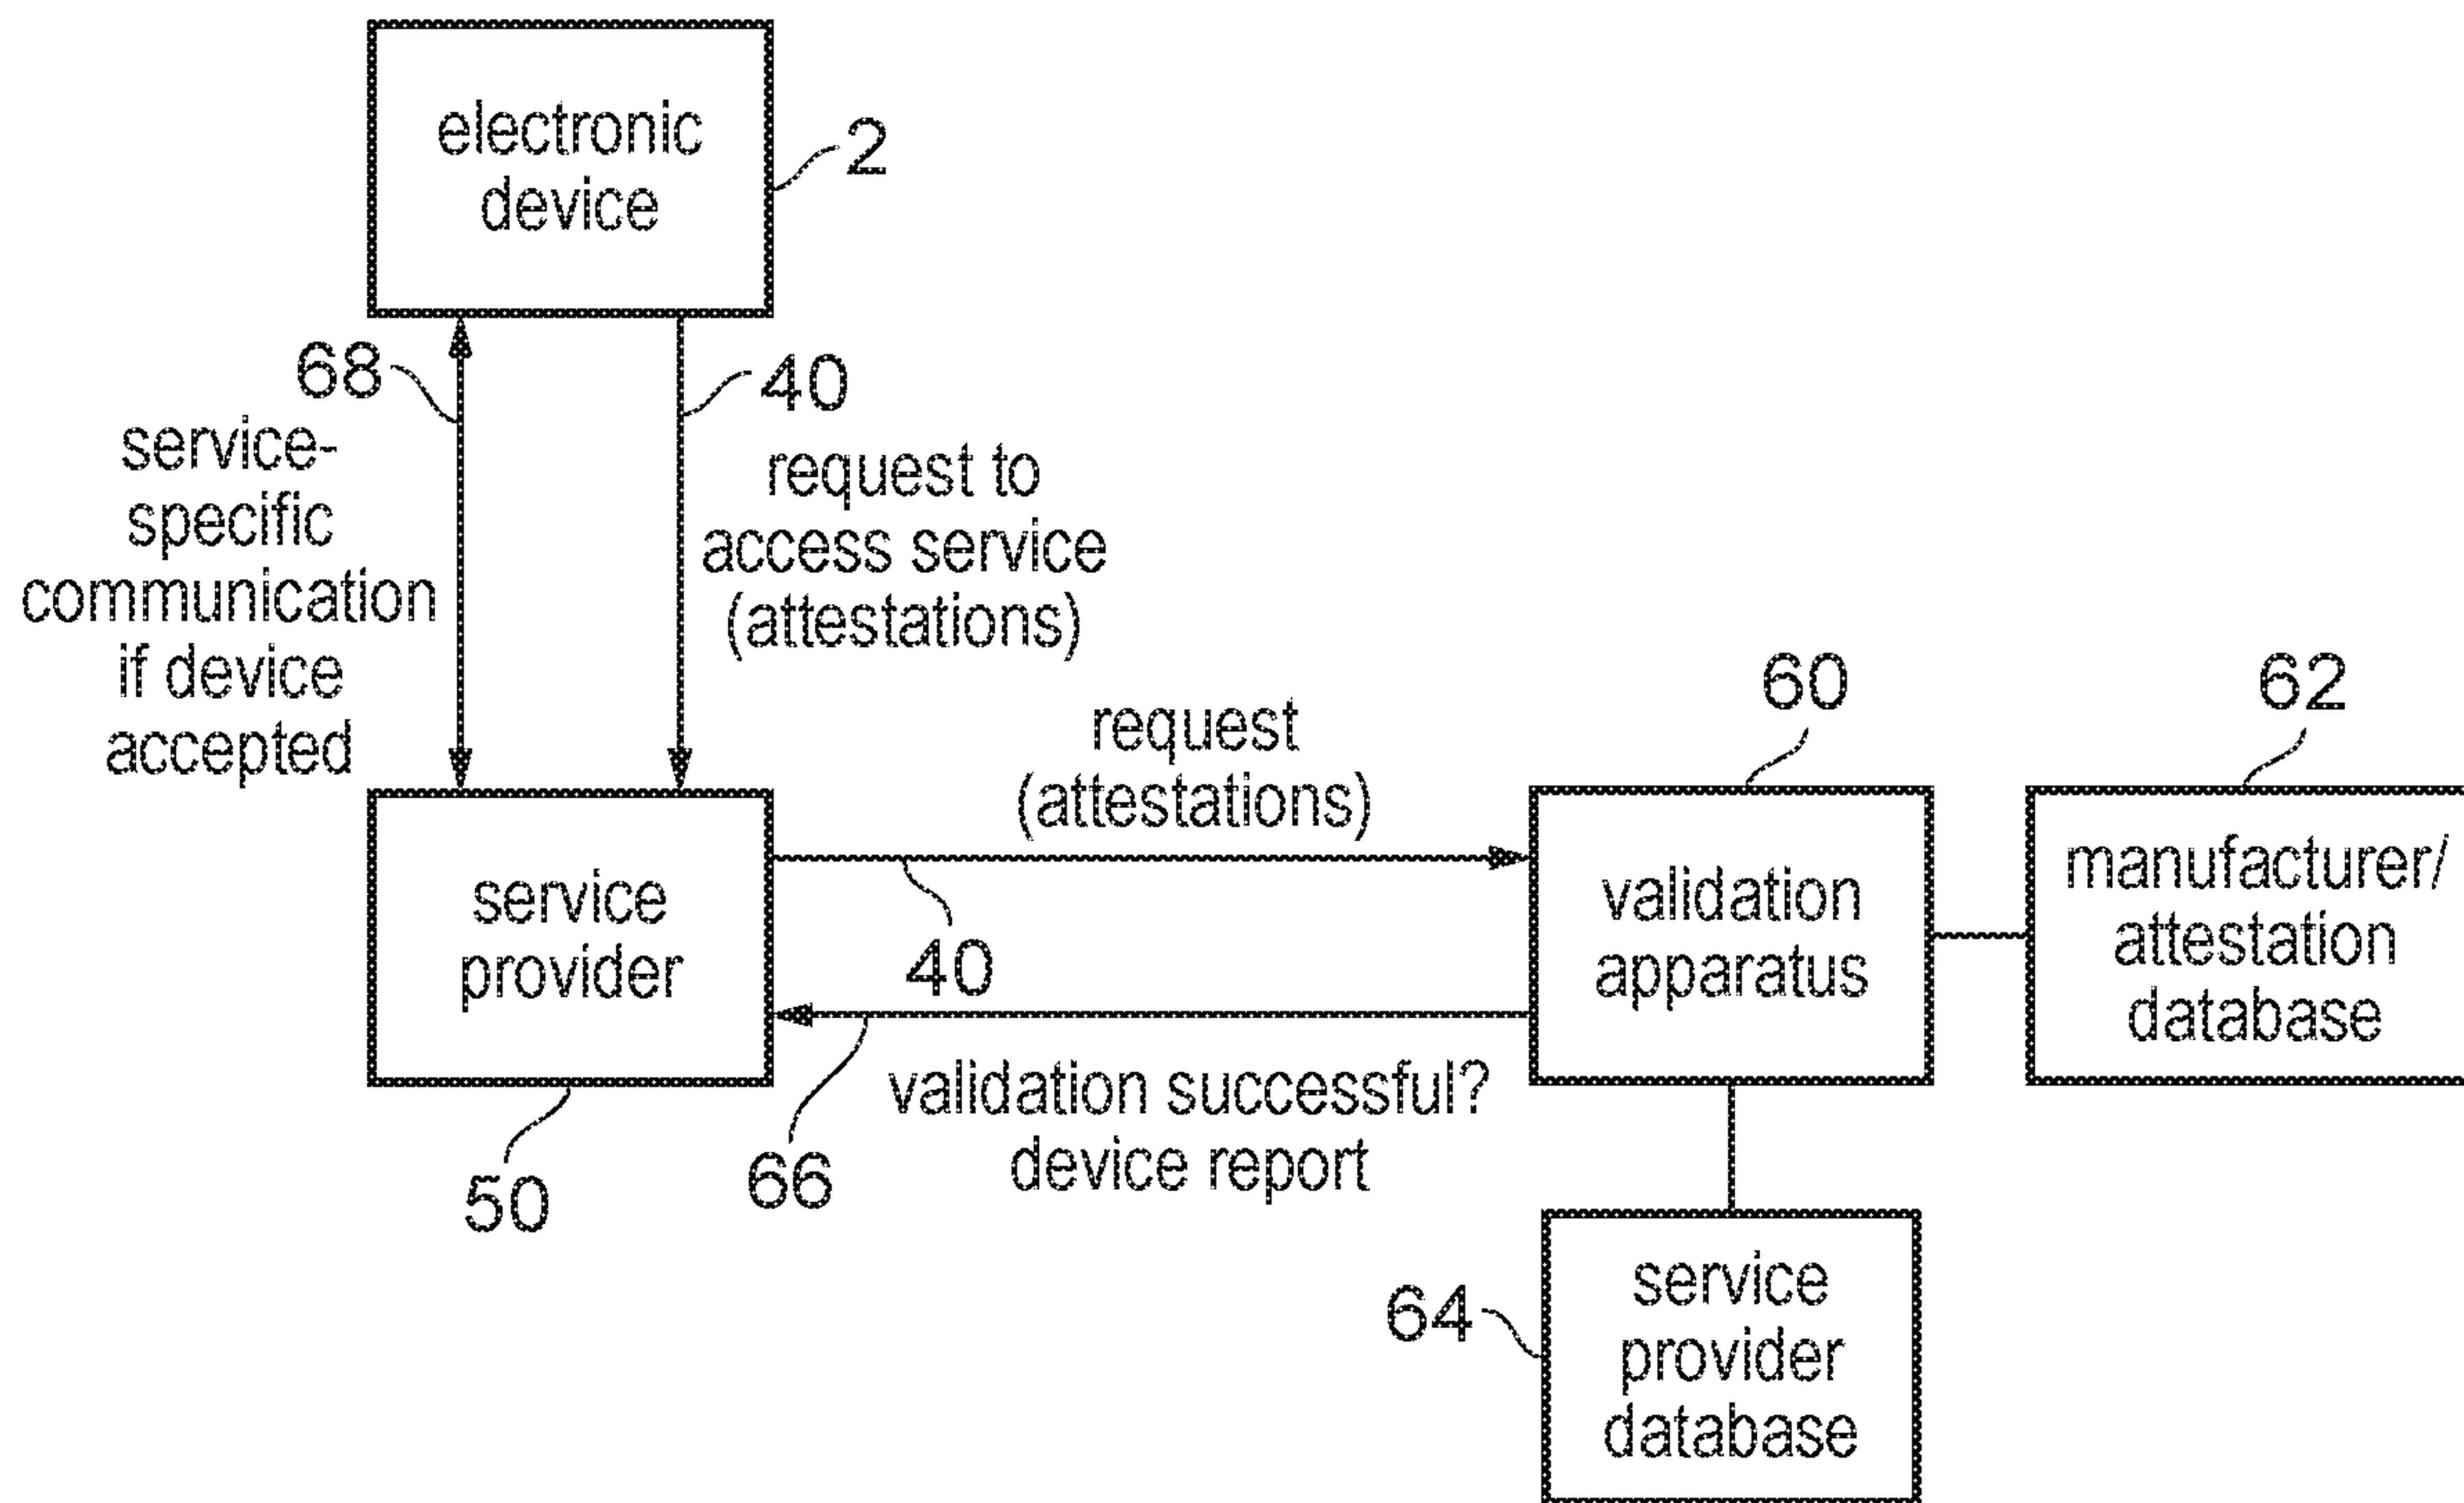 electronic
device
2
68
service-
specific
communication
if device
accepted
40
request to
access service
(attestations)
request
(attestations)
40
60
62
service
provider
50
validation
apparatus
manufacturer/
attestation
database
66
validation successful?
device report
64
service
provider
database